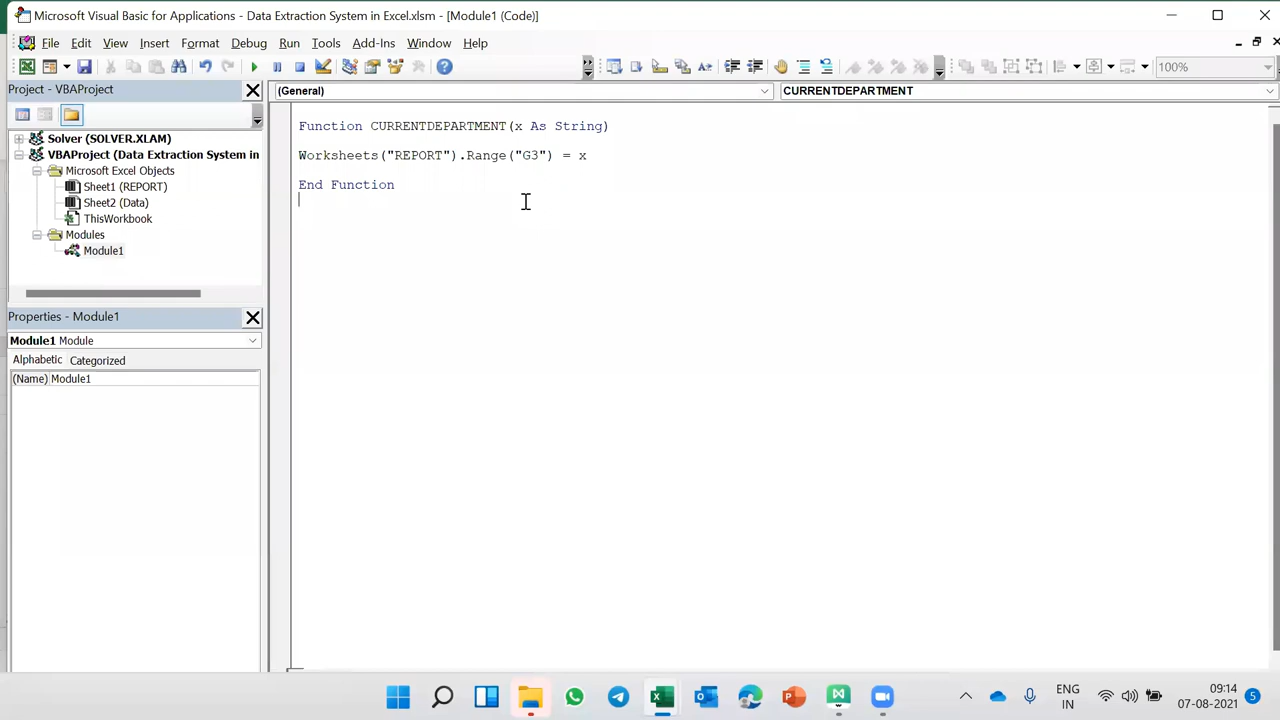 Microsoft Visual Basic for Applications - Data Extraction System in Excel.xlsm - [Module1 (Code)]
File Edit View Insert Format Debug Run Tools Add-Ins Window Help
100%
Project - VBAProject
(General)
CURRENTDEPARTMENT
Solver (SOLVER.XLAM)
VBAProject (Data Extraction System in
Microsoft Excel Objects
Sheet1 (REPORT)
Sheet2 (Data)
ThisWorkbook
Modules
Module1
Function CURRENTDEPARTMENT(x As String)
Worksheets("REPORT").Range("G3") = x
End Function
Properties - Module1
Module1 Module
Alphabetic Categorized
(Name) Module1
ENG
IN
09:14
07-08-2021
5